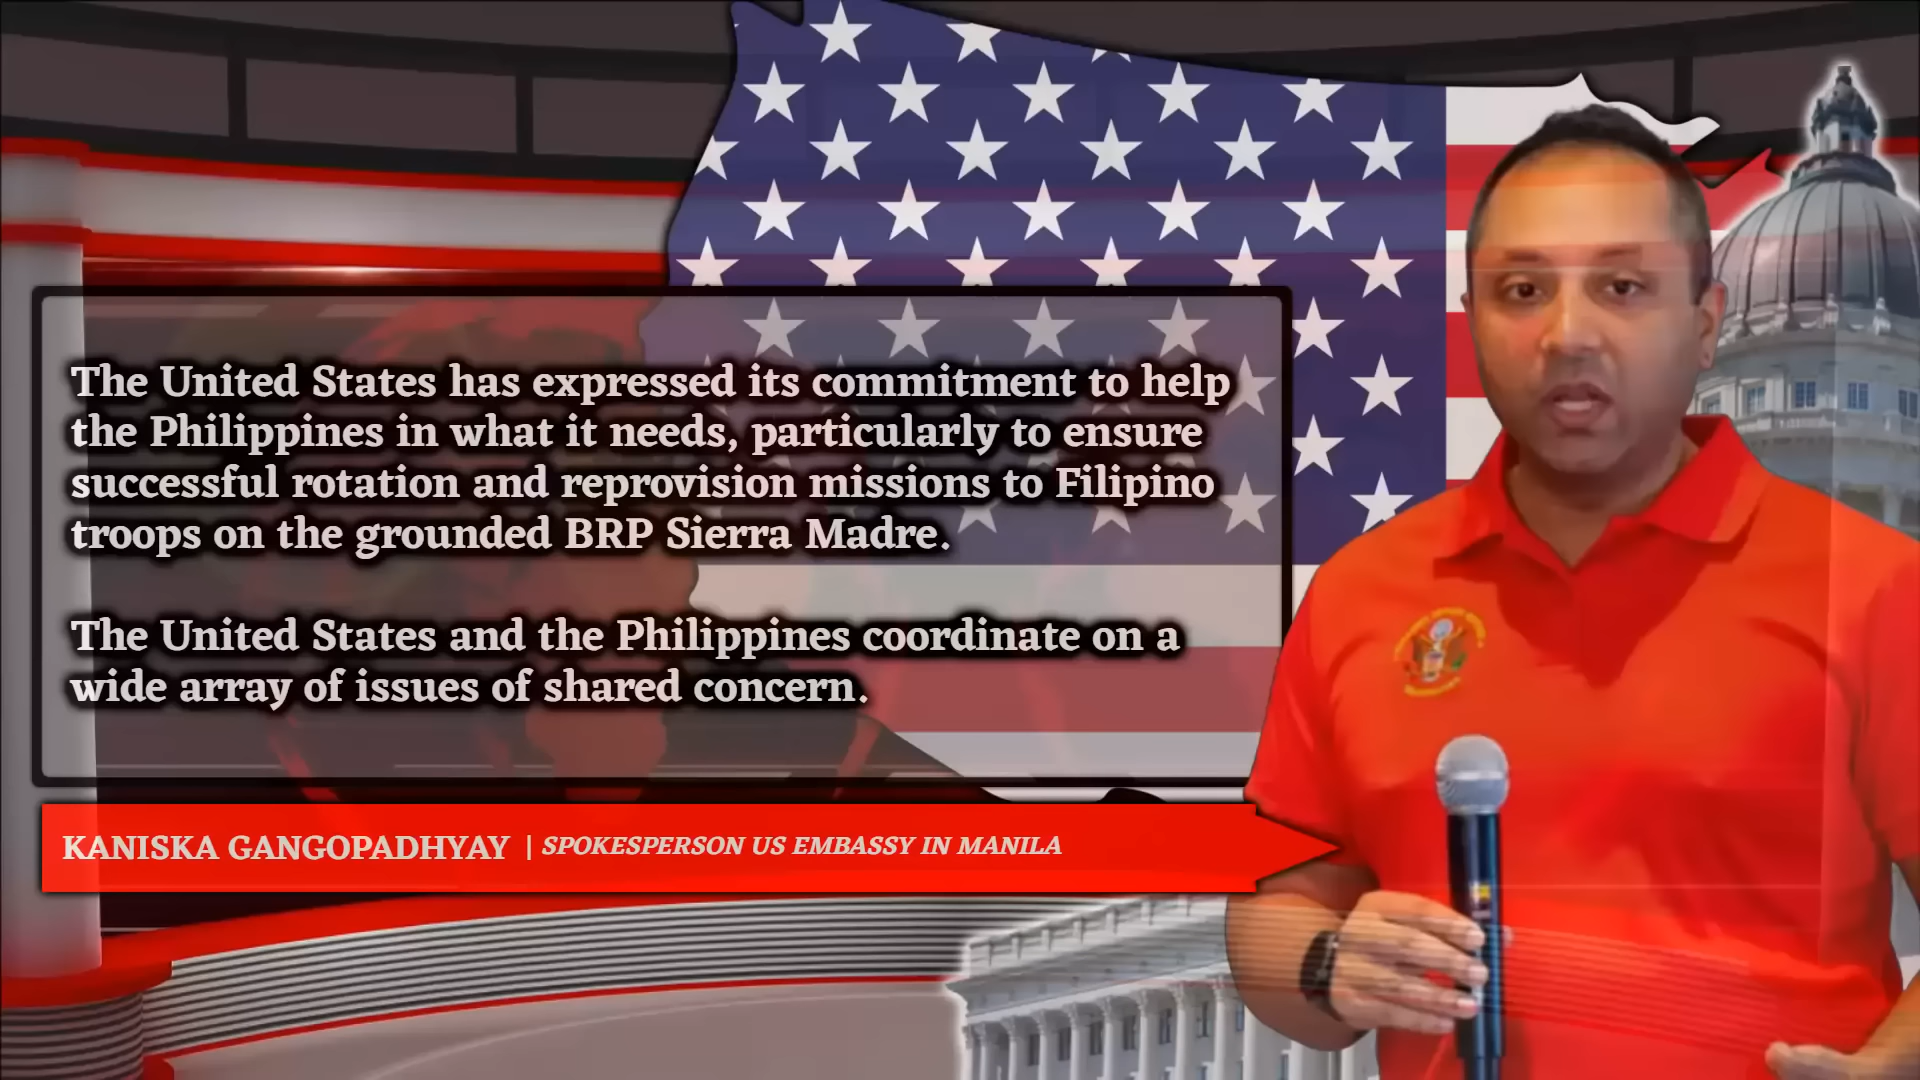 The United States has expressed its commitment to help
the Philippines in what it needs, particularly to ensure
successful rotation and reprovision missions to Filipino
troops on the grounded BRP Sierra Madre.
The United States and the Philippines coordinate on a
wide array of issues of shared concern.
KANISKA GANGOPADHYAY | SPOKESPERSON US EMBASSY IN MANILA